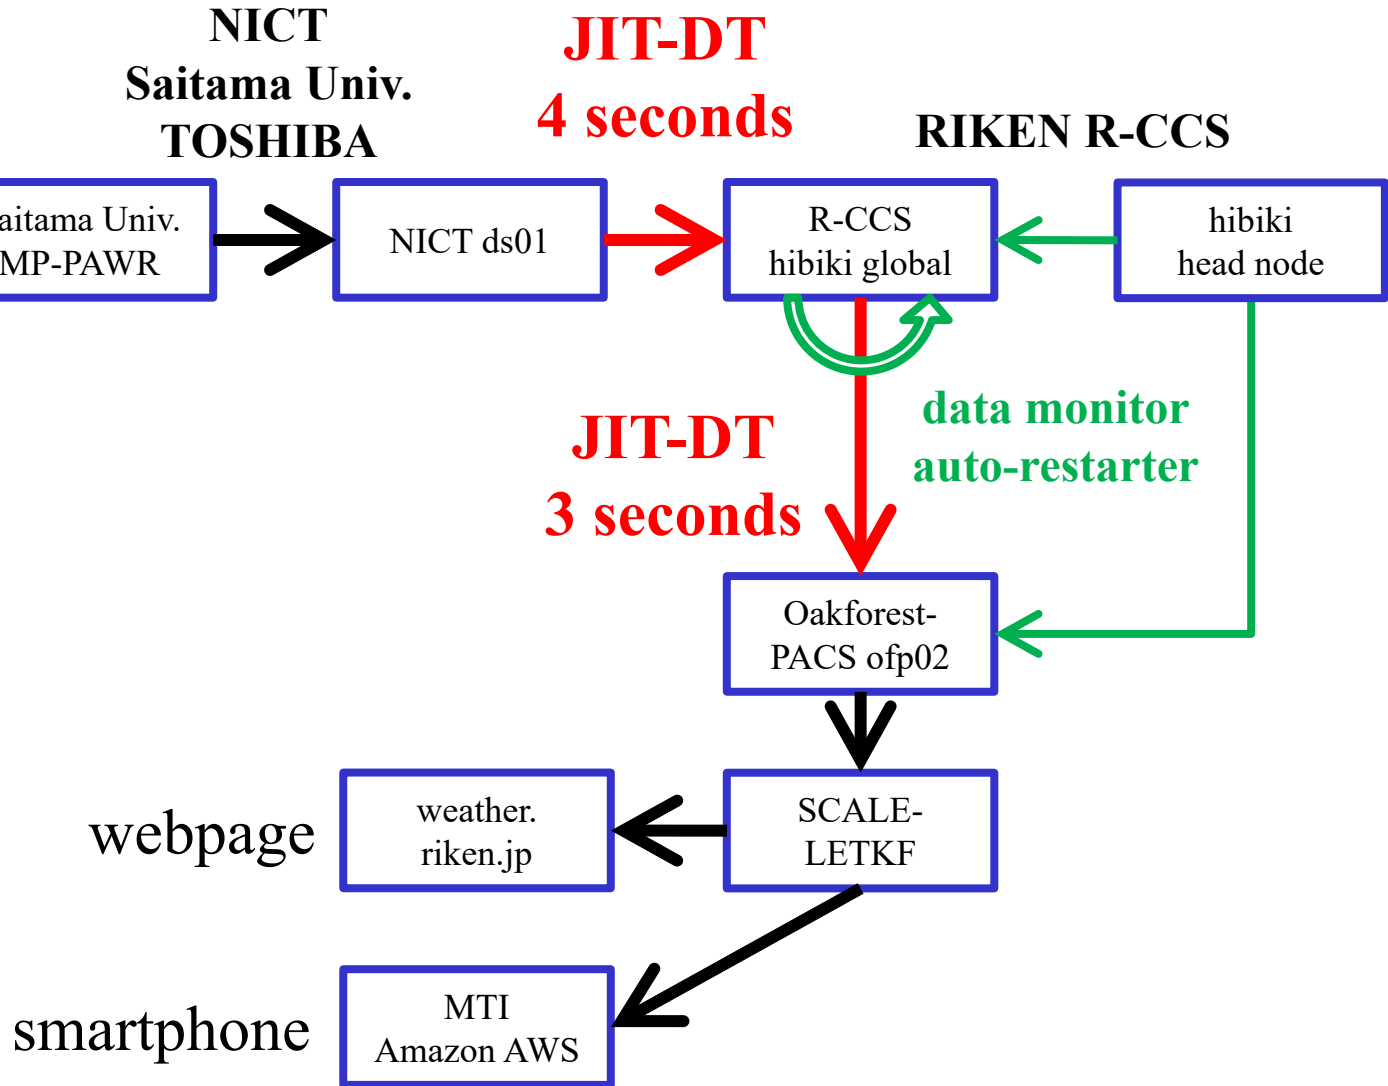 NICT
Saitama Univ.
TOSHIBA
JIT-DT
4 seconds
RIKEN R-CCS
aitama Univ.
MP-PAWR
NICT ds01
R-CCS
hibiki global
hibiki
head node
data monitor
auto-restarter
JIT-DT
3 seconds
Oakforest-
PACS ofp02
webpage
weather.
riken.jp
SCALE-
LETKF
smartphone
MTI
Amazon AWS